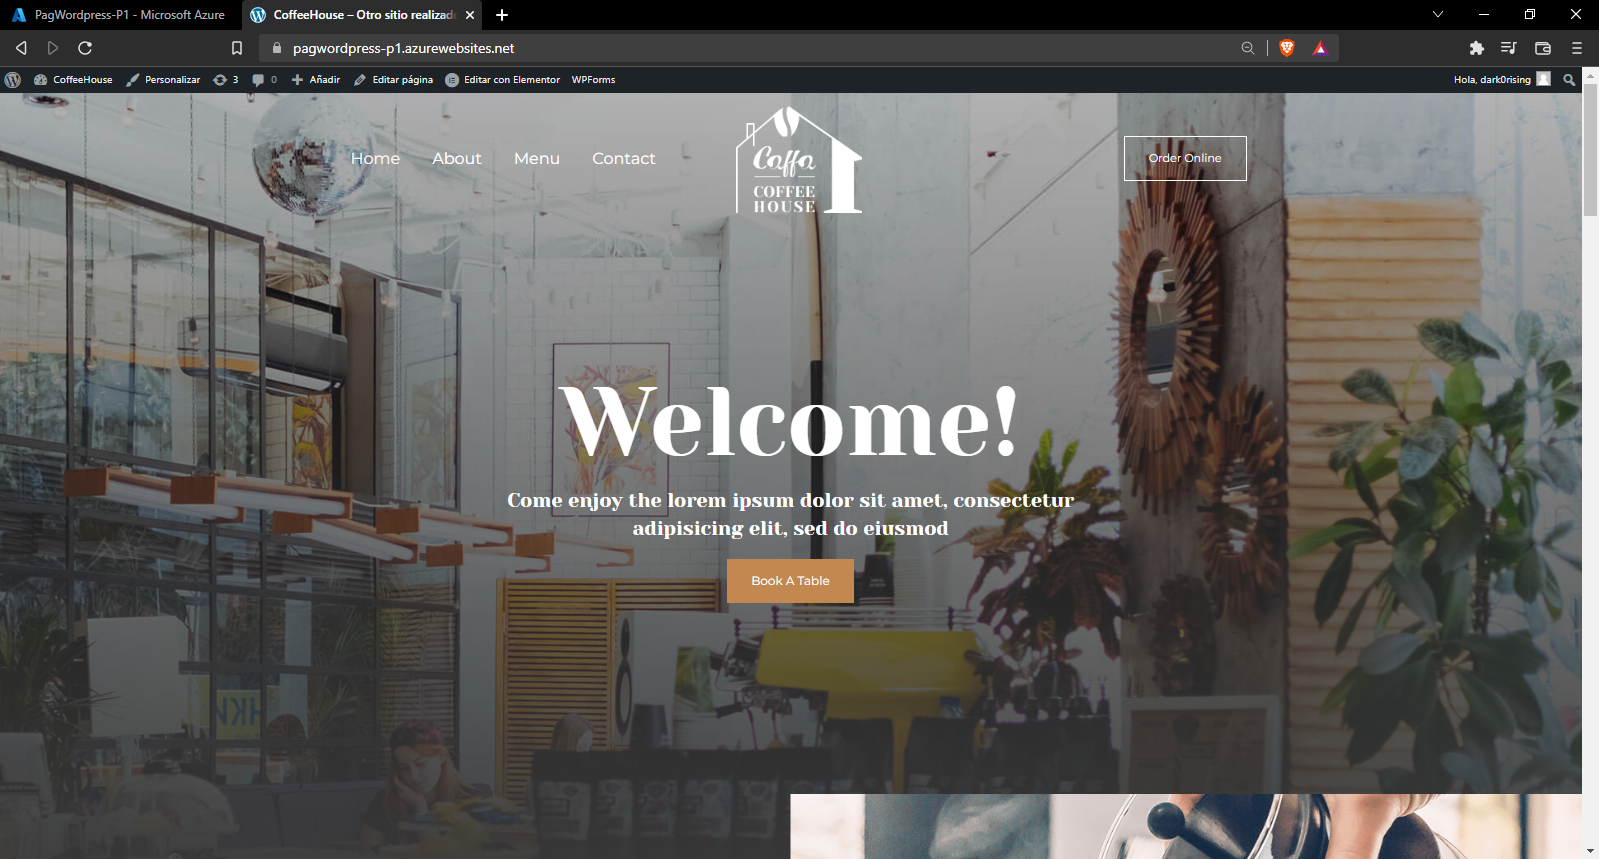 PagWordpress-P1 - Microsoft Azure
CoffeeHouse – Otro sitio realizado
pagwordpress-p1.azurewebsites.net
CoffeeHouse Personalizar 3 0 Añadir Editar página Editar con Elementor WPForms Hola, dark0rising
Home About Menu Contact
Caffa
COFFEE
HOUSE
Order Online
Welcome!
Come enjoy the lorem ipsum dolor sit amet, consectetur
adipisicing elit, sed do eiusmod
Book A Table